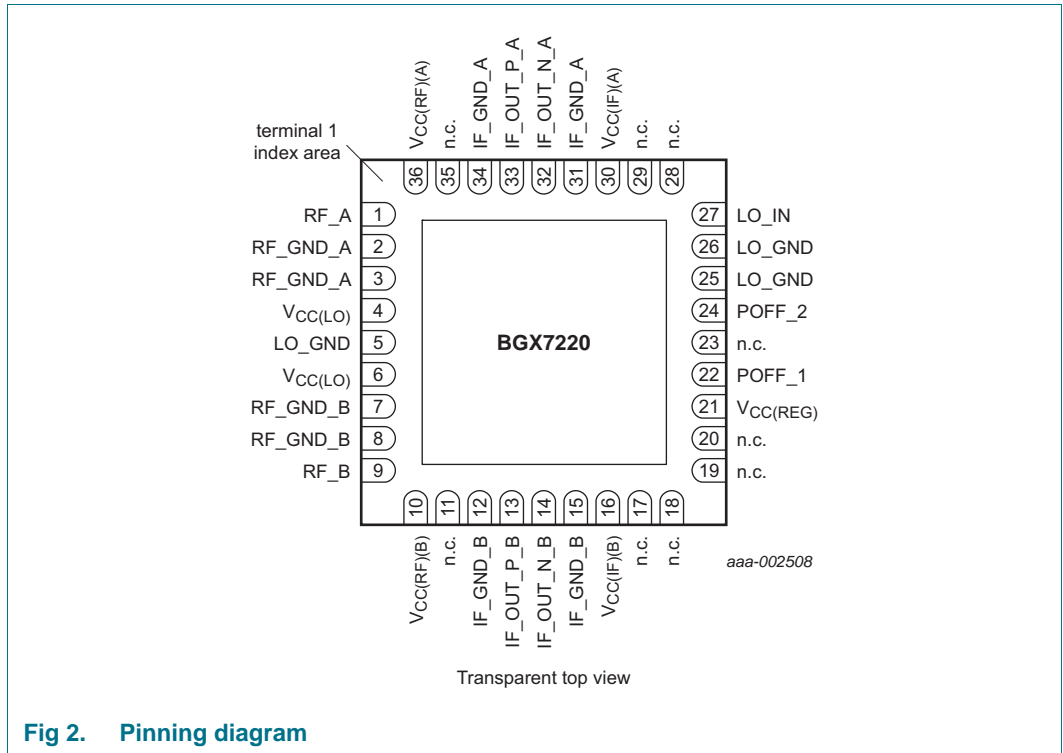 VCC(RF)(A)
n.c.
IF_GND_A
IF_OUT_P_A
IF_OUT_N_A
IF_GND_A
VCC(IF)(A)
n.c.
n.c.
terminal 1
index area
36 35 34 33 32 31 30 29 28
RF_A 1
RF_GND_A 2
RF_GND_A 3
VCC(LO) 4
LO_GND 5
VCC(LO) 6
RF_GND_B 7
RF_GND_B 8
RF_B 9
BGX7220
27 LO_IN
26 LO_GND
25 LO_GND
24 POFF_2
23 n.c.
22 POFF_1
21 VCC(REG)
20 n.c.
19 n.c.
10 11 12 13 14 15 16 17 18
VCC(RF)(B)
n.c.
IF_GND_B
IF_OUT_P_B
IF_OUT_N_B
IF_GND_B
VCC(IF)(B)
n.c.
n.c.
aaa-002508
Transparent top view
Fig 2. Pinning diagram